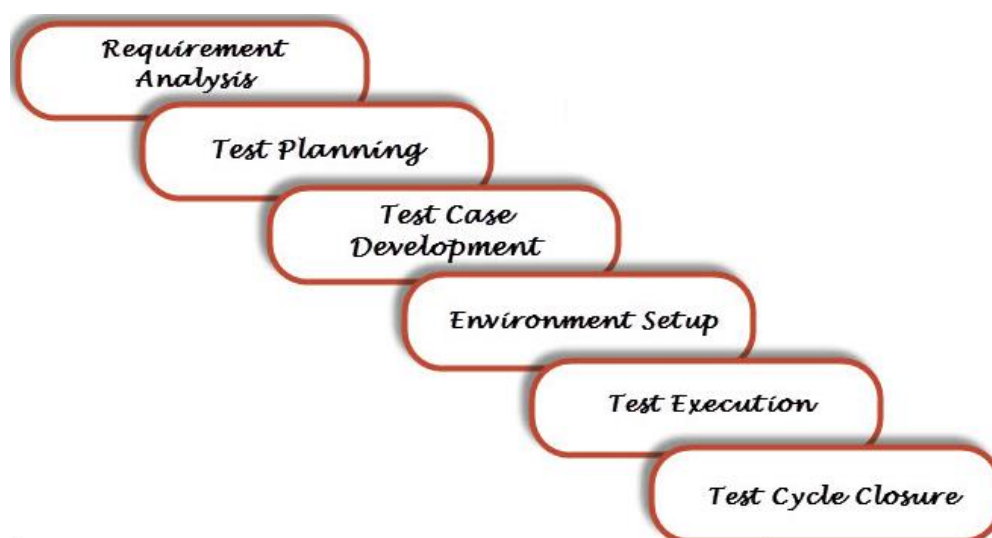 Requirement
Analysis
Test Planning
Test Case
Development
Environment Setup
Test Execution
Test Cycle Closure